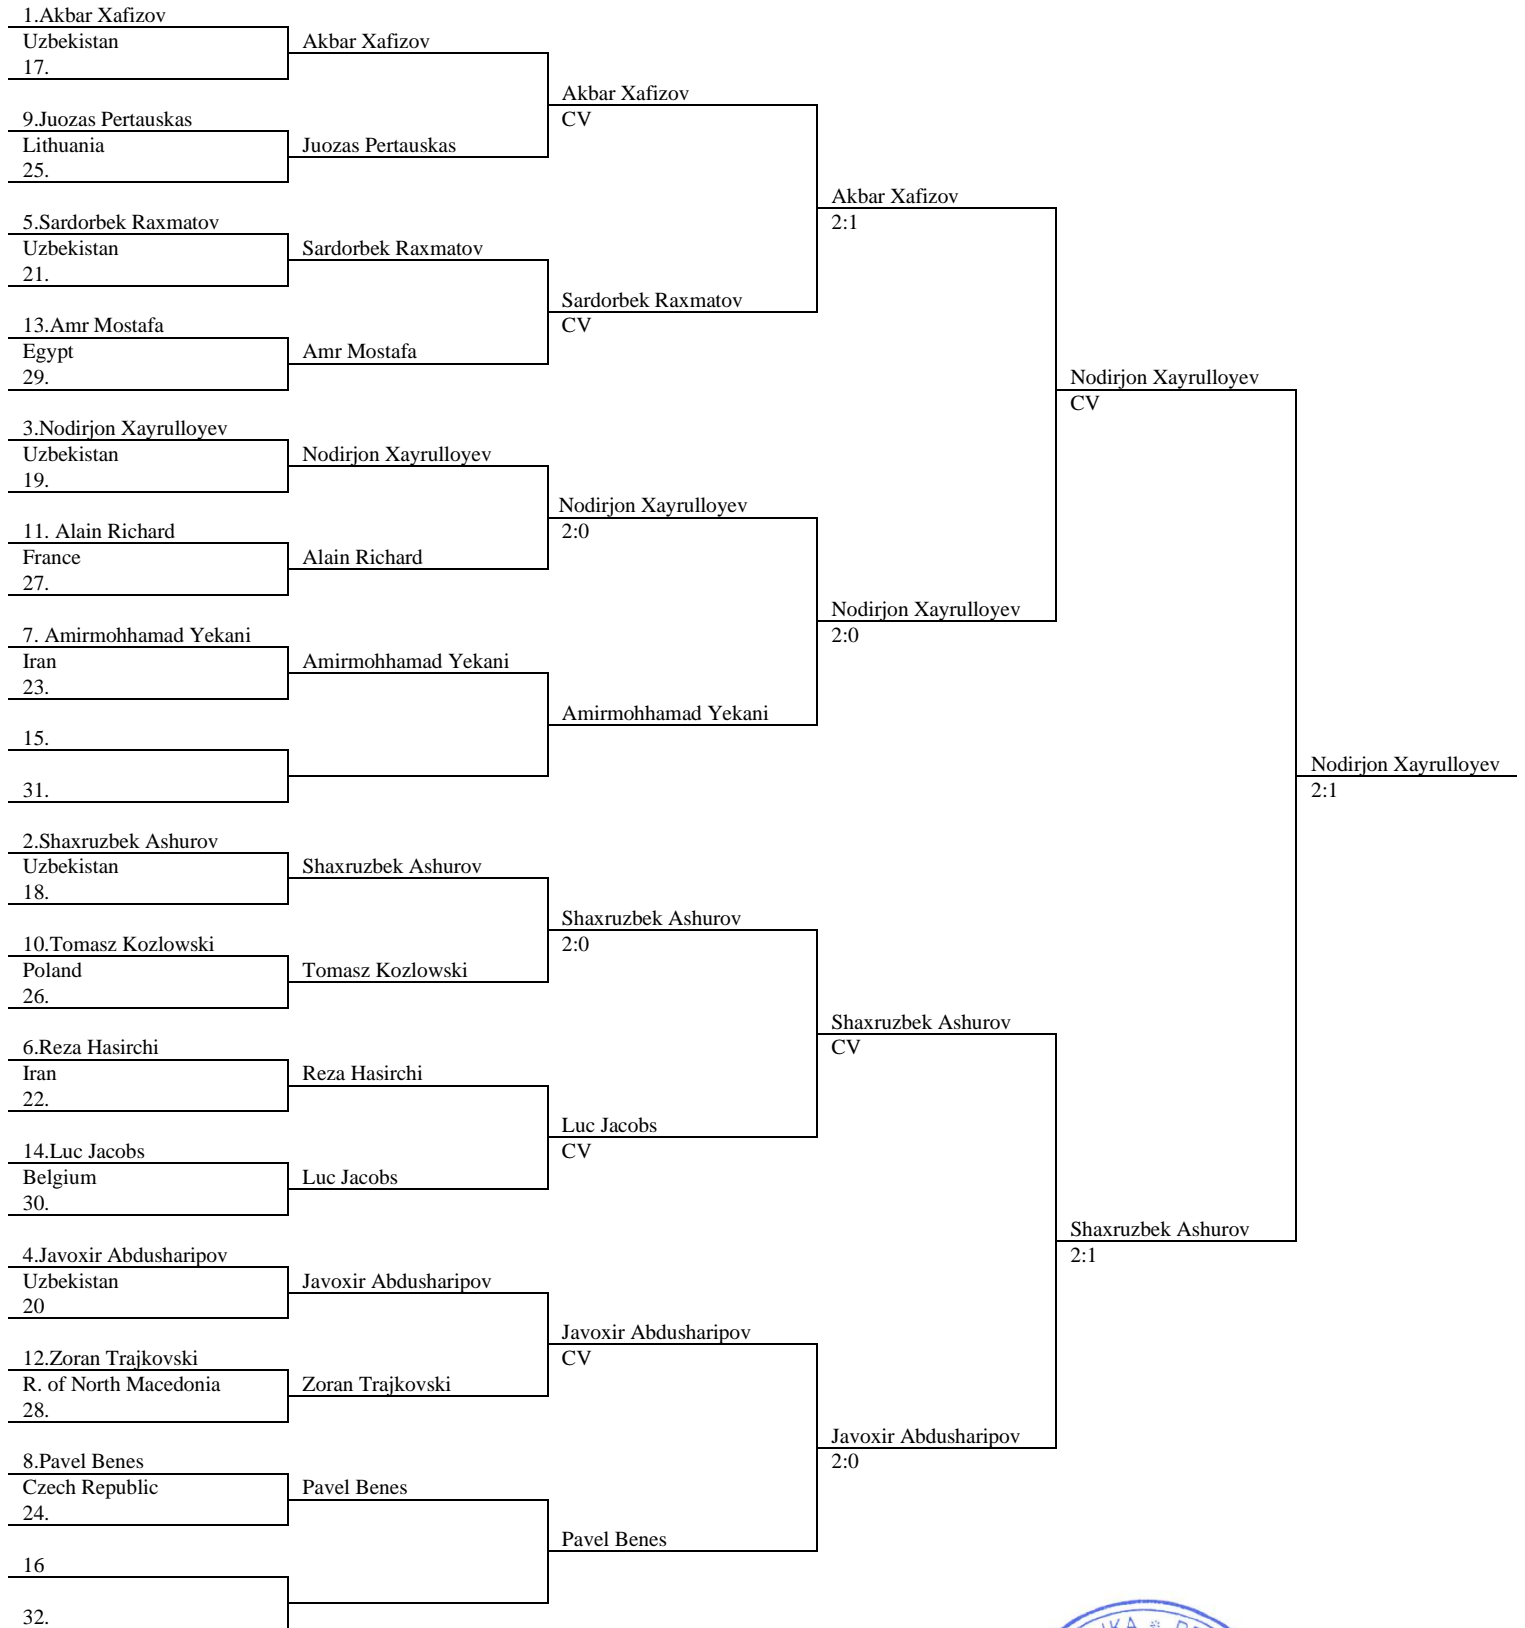 1.Akbar Xafizov
Uzbekistan
17.
9.Juozas Pertauskas
Lithuania
25.
5.Sardorbek Raxmatov
Uzbekistan
21.
13.Amr Mostafa
Egypt
29.
3.Nodirjon Xayrulloyev
Uzbekistan
19.
11. Alain Richard
France
27.
7. Amirmohhamad Yekani
Iran
23.
15.
31.
2.Shaxruzbek Ashurov
Uzbekistan
18.
10.Tomasz Kozlowski
Poland
26.
6.Reza Hasirchi
Iran
22.
14.Luc Jacobs
Belgium
30.
4.Javoxir Abdusharipov
Uzbekistan
20
12.Zoran Trajkovski
R. of North Macedonia
28.
8.Pavel Benes
Czech Republic
24.
16
32.
Akbar Xafizov
Juozas Pertauskas
Sardorbek Raxmatov
Amr Mostafa
Nodirjon Xayrulloyev
Alain Richard
Amirmohhamad Yekani
Shaxruzbek Ashurov
Tomasz Kozlowski
Reza Hasirchi
Luc Jacobs
Javoxir Abdusharipov
Zoran Trajkovski
Pavel Benes
Akbar Xafizov
CV
Sardorbek Raxmatov
CV
Nodirjon Xayrulloyev
2:0
Amirmohhamad Yekani
Shaxruzbek Ashurov
2:0
Luc Jacobs
CV
Javoxir Abdusharipov
CV
Pavel Benes
Akbar Xafizov
2:1
Nodirjon Xayrulloyev
2:0
Shaxruzbek Ashurov
CV
Javoxir Abdusharipov
2:0
Nodirjon Xayrulloyev
CV
Shaxruzbek Ashurov
2:1
Nodirjon Xayrulloyev
2:1